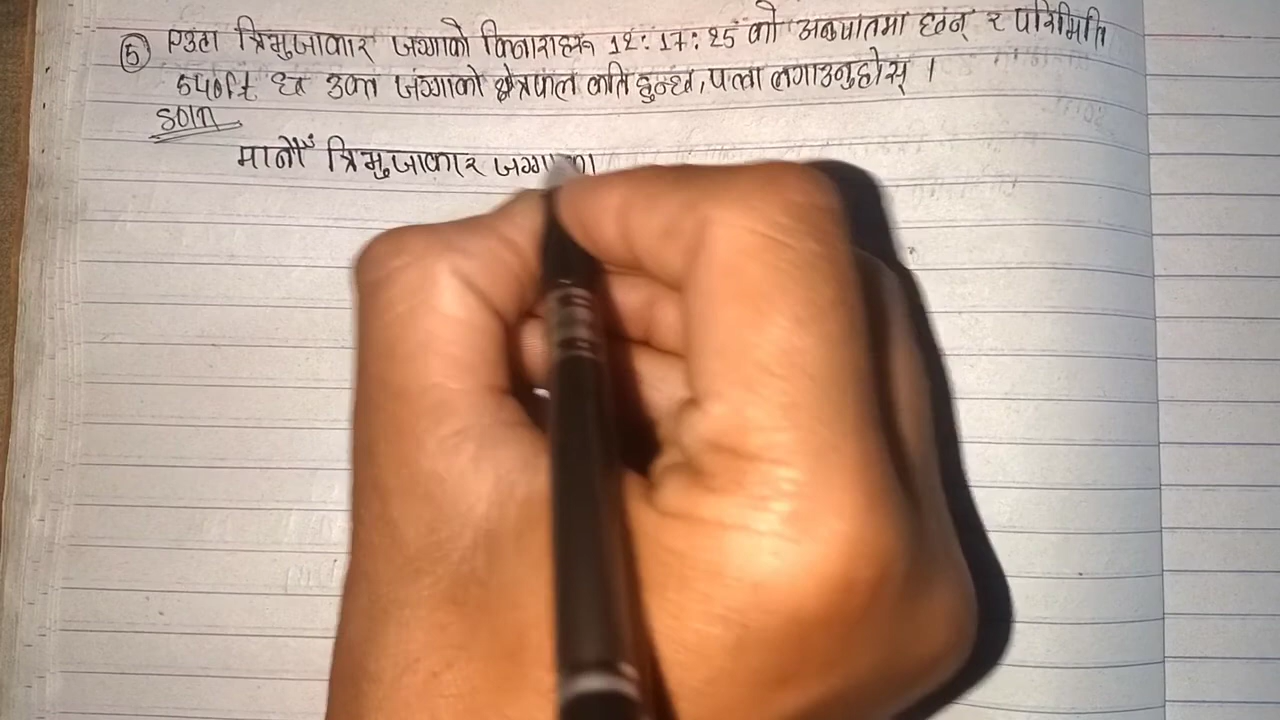 ⑤ एउटा त्रिभुजाकार जग्गाको किनाराहरू 12:17:25 को अनुपातमा छन् र परिमिति
540ft छ भने उक्त जग्गाको क्षेत्रफल कति हुन्छ, पत्ता लगाउनुहोस् ।
soln
मानौँ त्रिभुजाकार जग्गाका